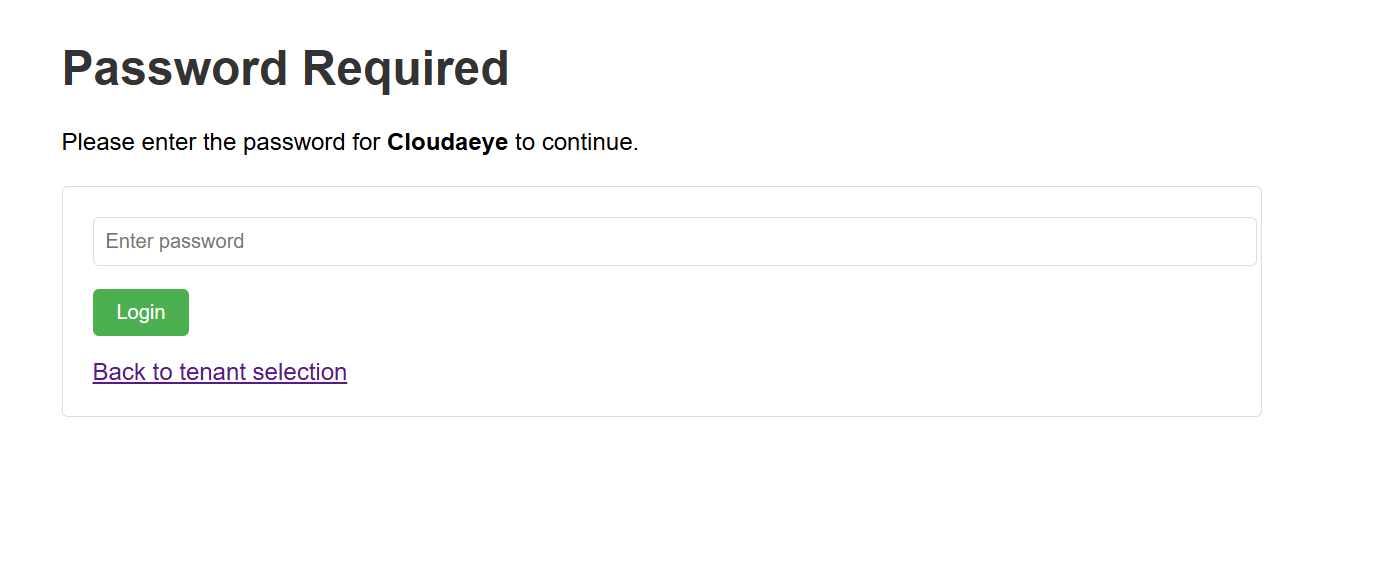 Password Required
Please enter the password for Cloudaeye to continue.
Enter password
Login
Back to tenant selection